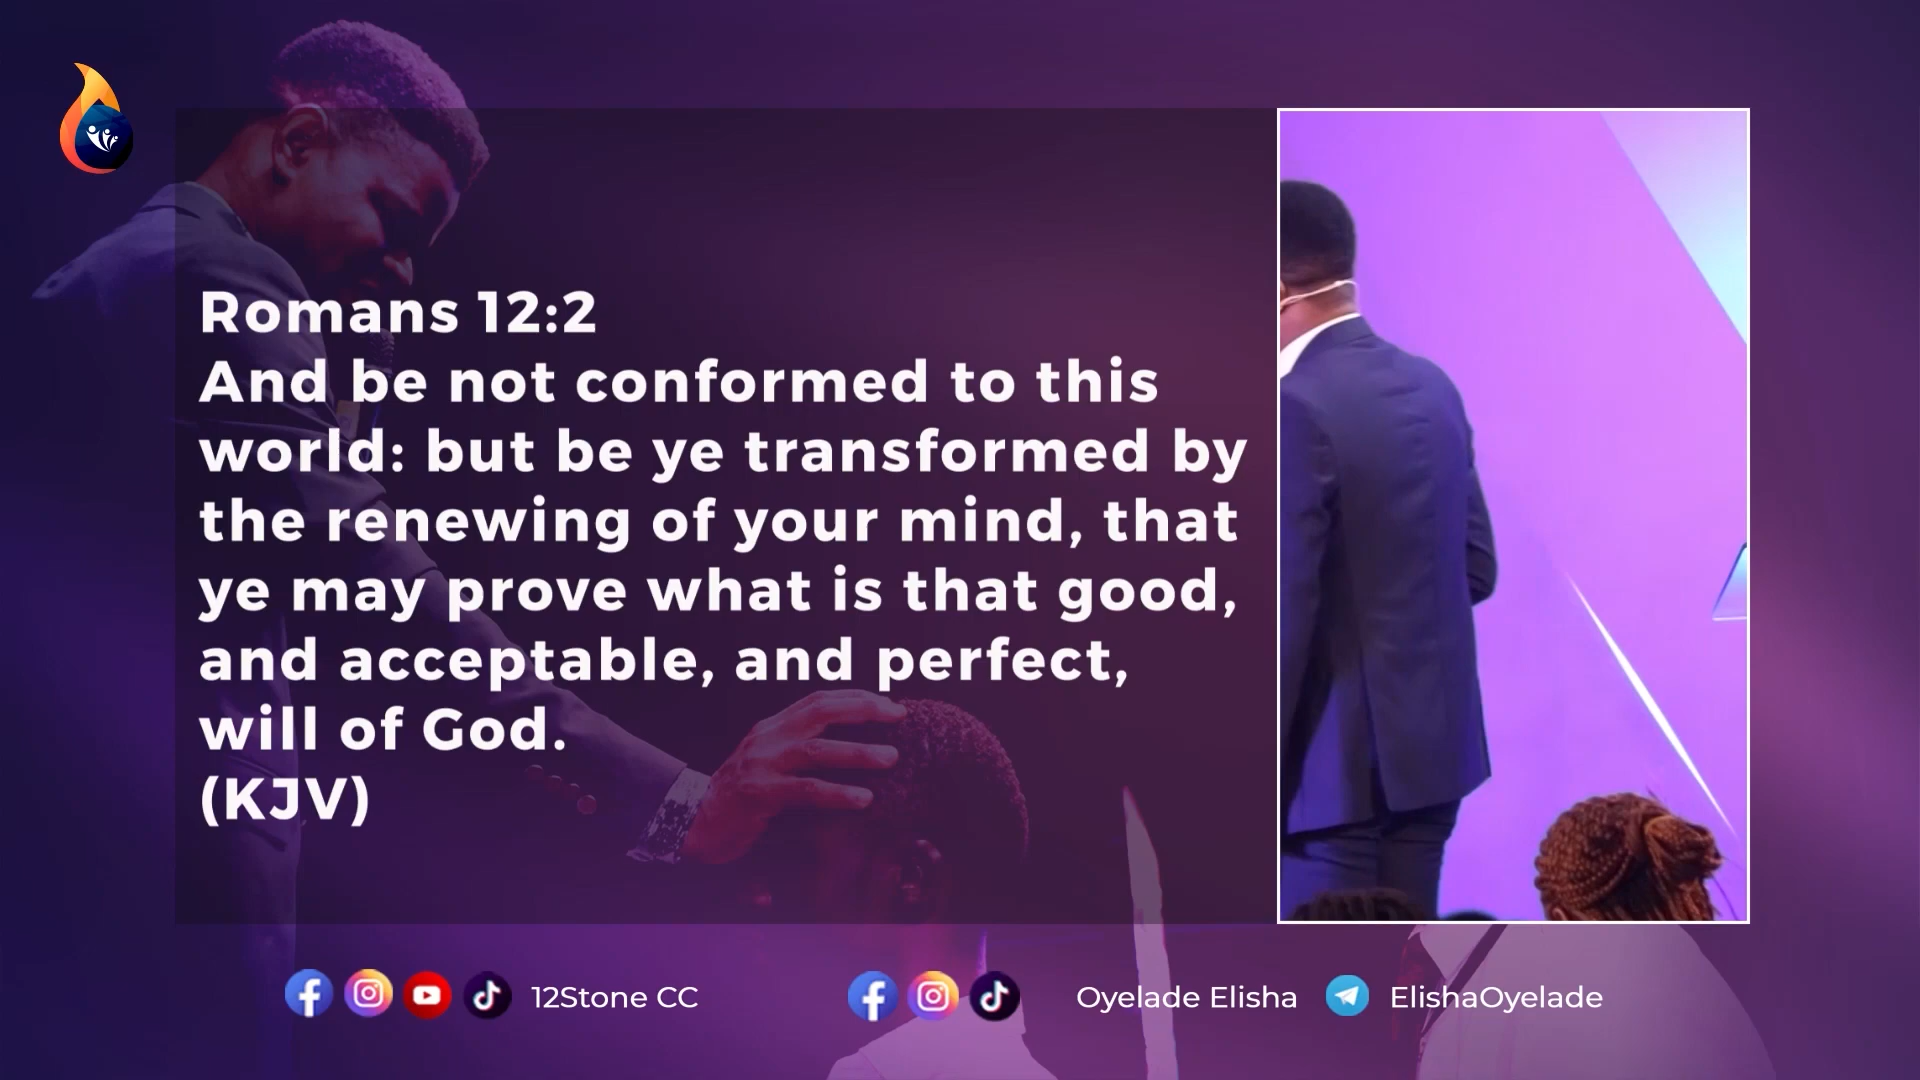 Romans 12:2
And be not conformed to this
world: but be ye transformed by
the renewing of your mind, that
ye may prove what is that good,
and acceptable, and perfect,
will of God.
(KJV)
12Stone CC
Oyelade Elisha
ElishaOyelade